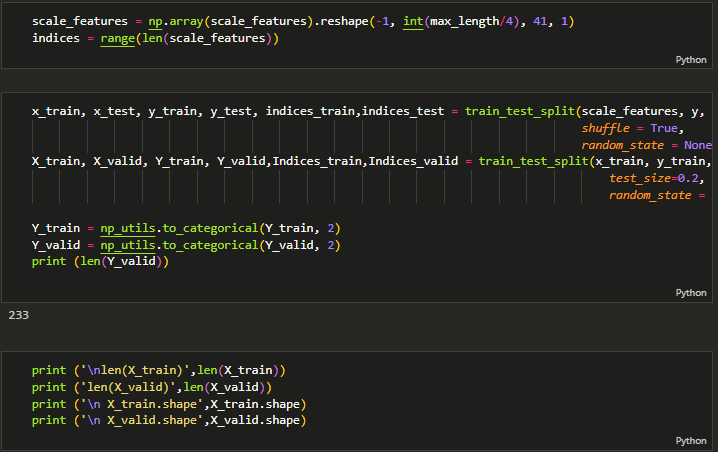 scale_features = np.array(scale_features).reshape(-1, int(max_length/4), 41, 1)
indices = range(len(scale_features))
Python
x_train, x_test, y_train, y_test, indices_train,indices_test = train_test_split(scale_features, y,
shuffle = True,
random_state = None
X_train, X_valid, Y_train, Y_valid,Indices_train,Indices_valid = train_test_split(x_train, y_train,
test_size=0.2,
random_state =
Y_train = np_utils.to_categorical(Y_train, 2)
Y_valid = np_utils.to_categorical(Y_valid, 2)
print (len(Y_valid))
Python
233
print ('\nlen(X_train)',len(X_train))
print ('len(X_valid)',len(X_valid))
print ('\n X_train.shape',X_train.shape)
print ('\n X_valid.shape',X_valid.shape)
Python